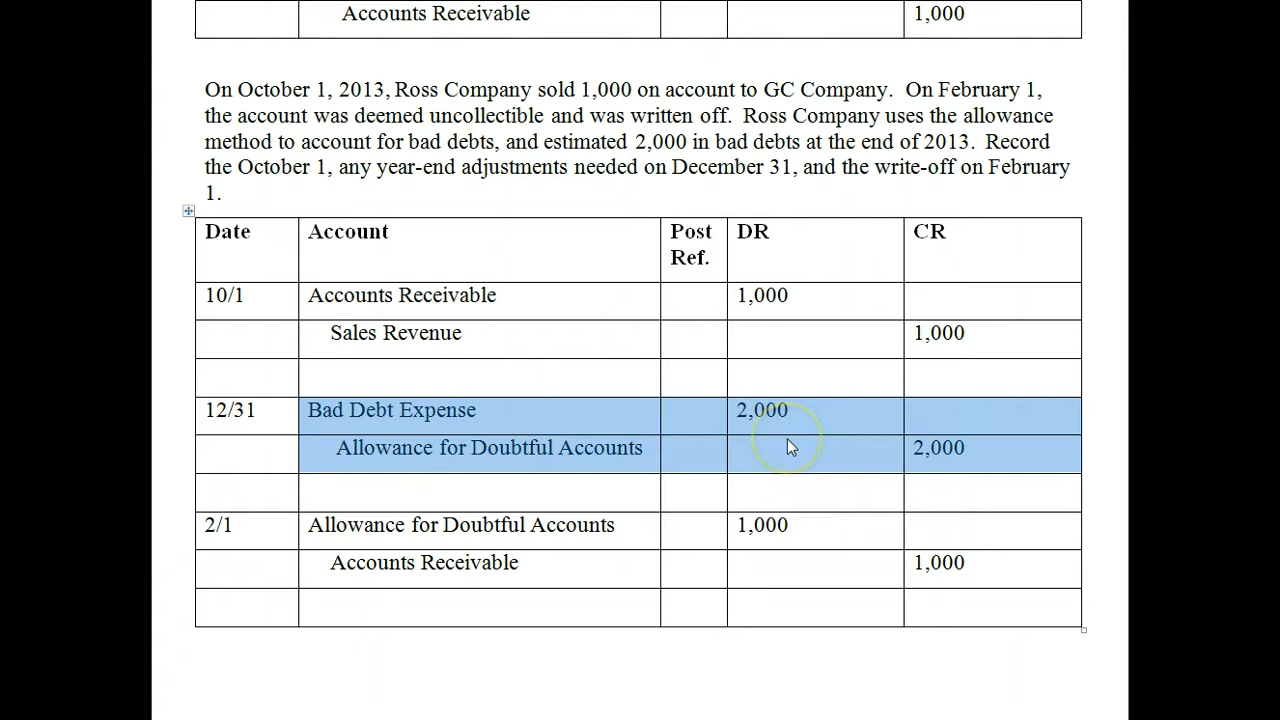 Accounts Receivable 1,000
On October 1, 2013, Ross Company sold 1,000 on account to GC Company.  On February 1,
the account was deemed uncollectible and was written off.  Ross Company uses the allowance
method to account for bad debts, and estimated 2,000 in bad debts at the end of 2013.  Record
the October 1, any year-end adjustments needed on December 31, and the write-off on February
1.
Date Account Post DR CR
Ref.
10/1 Accounts Receivable 1,000
Sales Revenue 1,000
12/31 Bad Debt Expense 2,000
Allowance for Doubtful Accounts 2,000
2/1 Allowance for Doubtful Accounts 1,000
Accounts Receivable 1,000